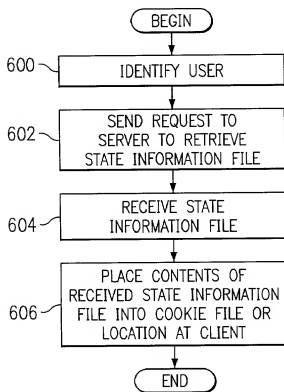 BEGIN
600
IDENTIFY USER
602
SEND REQUEST TO
SERVER TO RETRIEVE
STATE INFORMATION FILE
604
RECEIVE STATE
INFORMATION FILE
606
PLACE CONTENTS OF
RECEIVED STATE INFORMATION
FILE INTO COOKIE FILE OR
LOCATION AT CLIENT
END